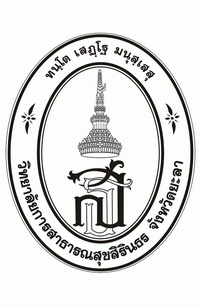 ทนฺโต เสฏฺโฐ มนุสฺเสสุ
วิทยาลัยการสาธารณสุขสิรินธร จังหวัดยะลา